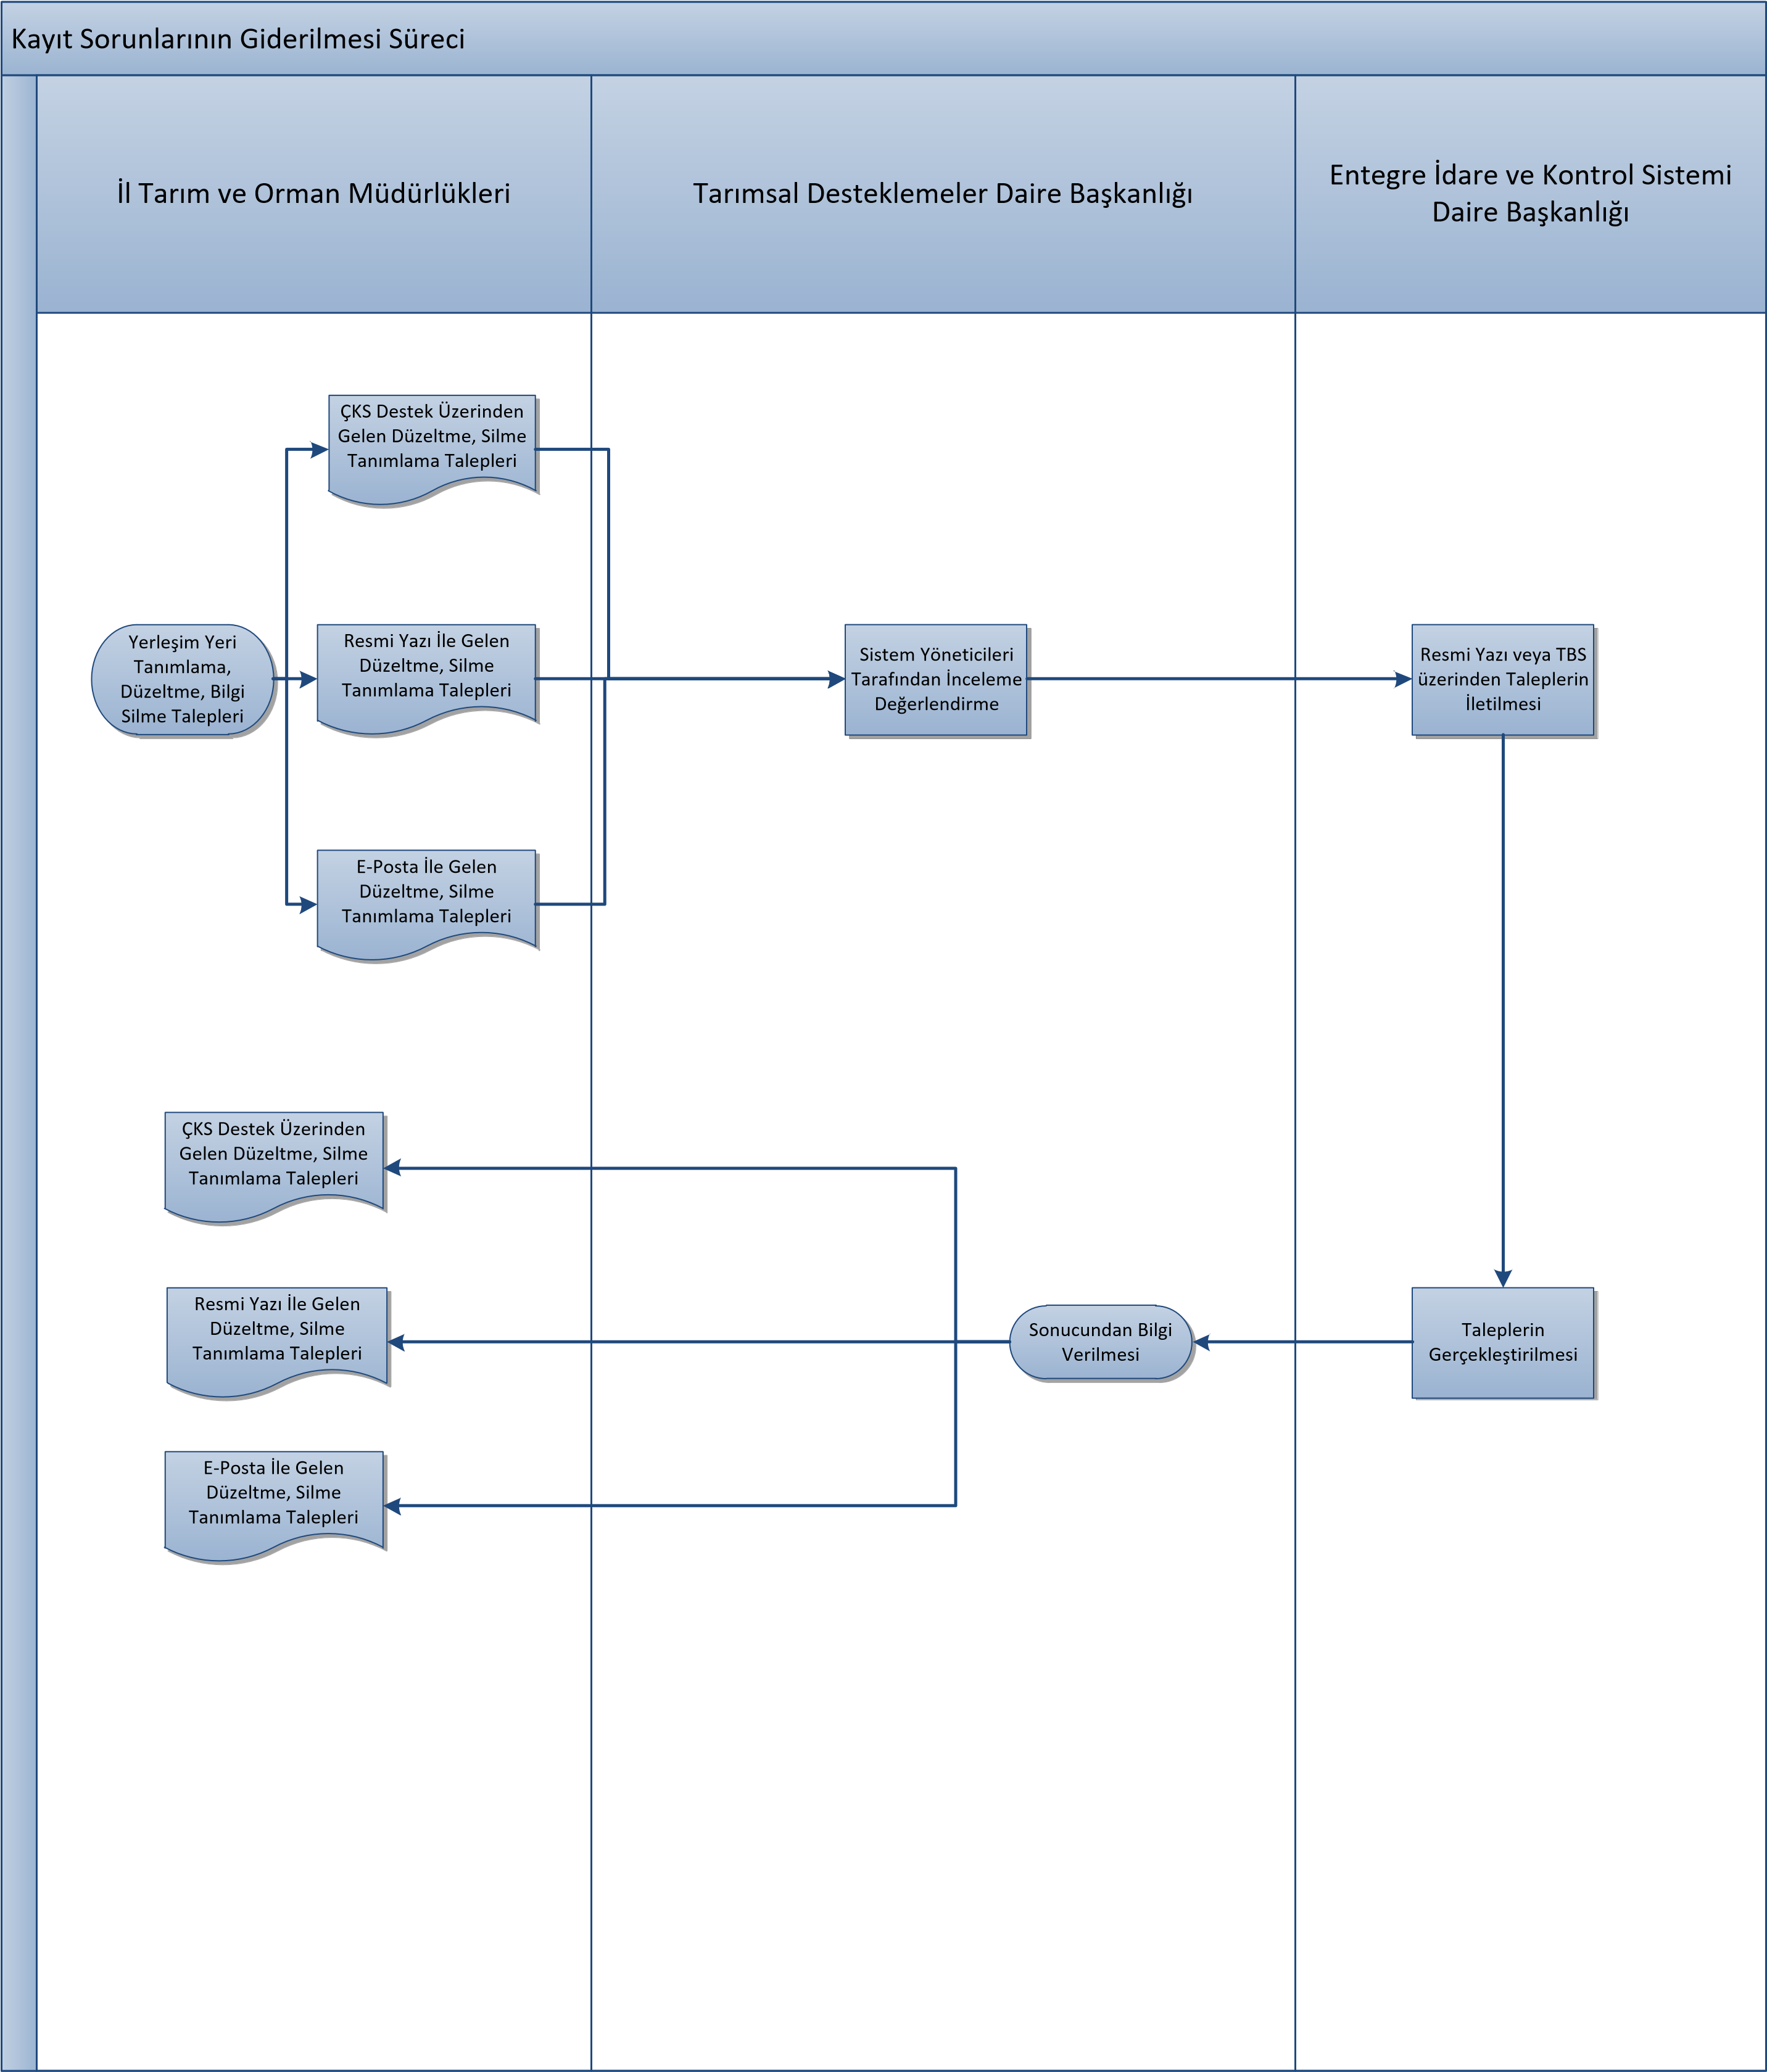 Kayıt Sorunlarının Giderilmesi Süreci
İl Tarım ve Orman Müdürlükleri
Tarımsal Desteklemeler Daire Başkanlığı
Entegre İdare ve Kontrol Sistemi
Daire Başkanlığı
ÇKS Destek Üzerinden
Gelen Düzeltme, Silme
Tanımlama Talepleri
Yerleşim Yeri
Tanımlama,
Düzeltme, Bilgi
Silme Talepleri
Resmi Yazı İle Gelen
Düzeltme, Silme
Tanımlama Talepleri
Sistem Yöneticileri
Tarafından İnceleme
Değerlendirme
Resmi Yazı veya TBS
üzerinden Taleplerin
İletilmesi
E-Posta İle Gelen
Düzeltme, Silme
Tanımlama Talepleri
ÇKS Destek Üzerinden
Gelen Düzeltme, Silme
Tanımlama Talepleri
Resmi Yazı İle Gelen
Düzeltme, Silme
Tanımlama Talepleri
Sonucundan Bilgi
Verilmesi
Taleplerin
Gerçekleştirilmesi
E-Posta İle Gelen
Düzeltme, Silme
Tanımlama Talepleri